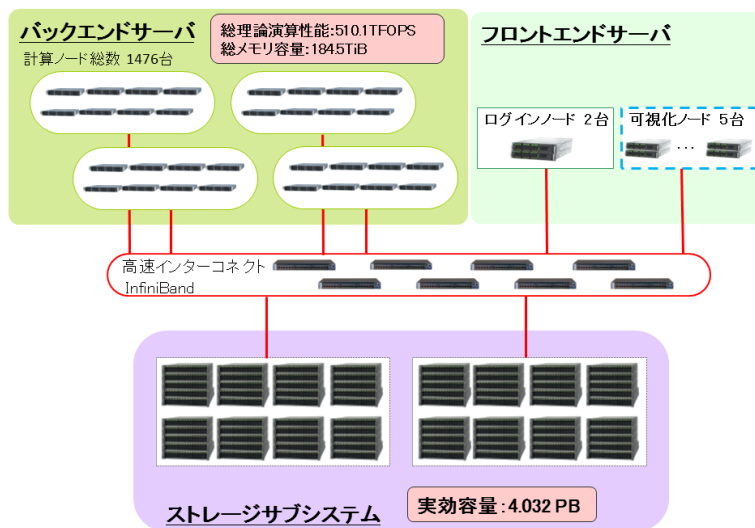 バックエンドサーバ
計算ノード総数 1476台
総理論演算性能:510.1TFOPS
総メモリ容量:184.5TiB
フロントエンドサーバ
ログインノード 2台
可視化ノード 5台
...
高速インターコネクト
InfiniBand
ストレージサブシステム
実効容量:4.032 PB